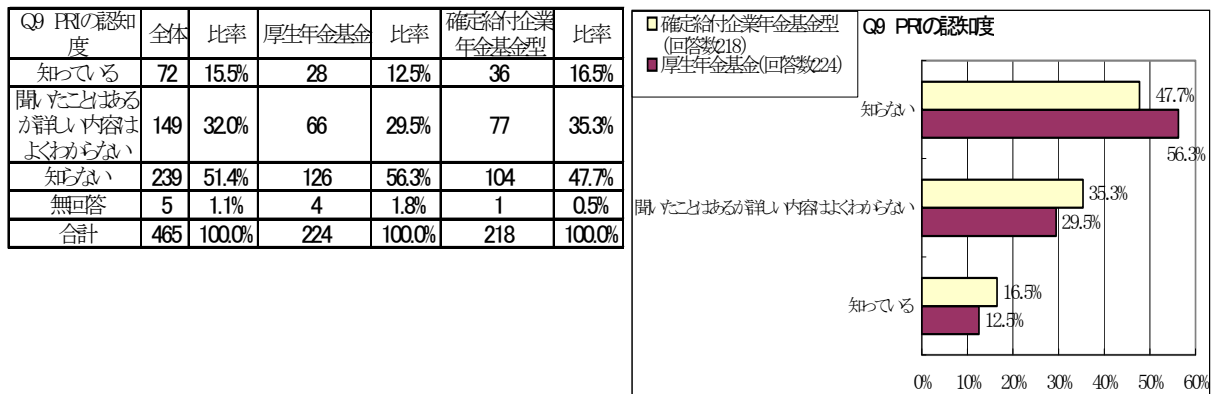 Q9 PRIの認知度 全体 比率 厚生年金基金 比率 確定給付企業年金基金型 比率
知っている 72 15.5% 28 12.5% 36 16.5%
聞いたことはあるが詳しい内容はよくわからない 149 32.0% 66 29.5% 77 35.3%
知らない 239 51.4% 126 56.3% 104 47.7%
無回答 5 1.1% 4 1.8% 1 0.5%
合計 465 100.0% 224 100.0% 218 100.0%
確定給付企業年金基金型
(回答数218)
厚生年金基金(回答数224)
Q9 PRIの認知度
知らない
47.7%
56.3%
聞いたことはあるが詳しい内容はよくわからない
35.3%
29.5%
知っている
16.5%
12.5%
0% 10% 20% 30% 40% 50% 60%